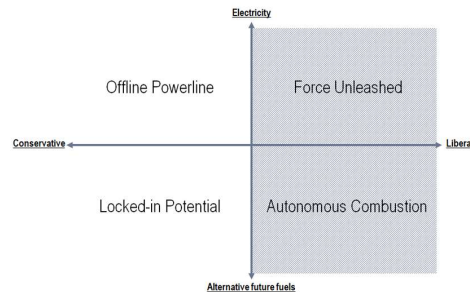 Electricity
Offline Powerline
Force Unleashed
Conservative
Libera
Locked-in Potential
Autonomous Combustion
Alternative future fuels